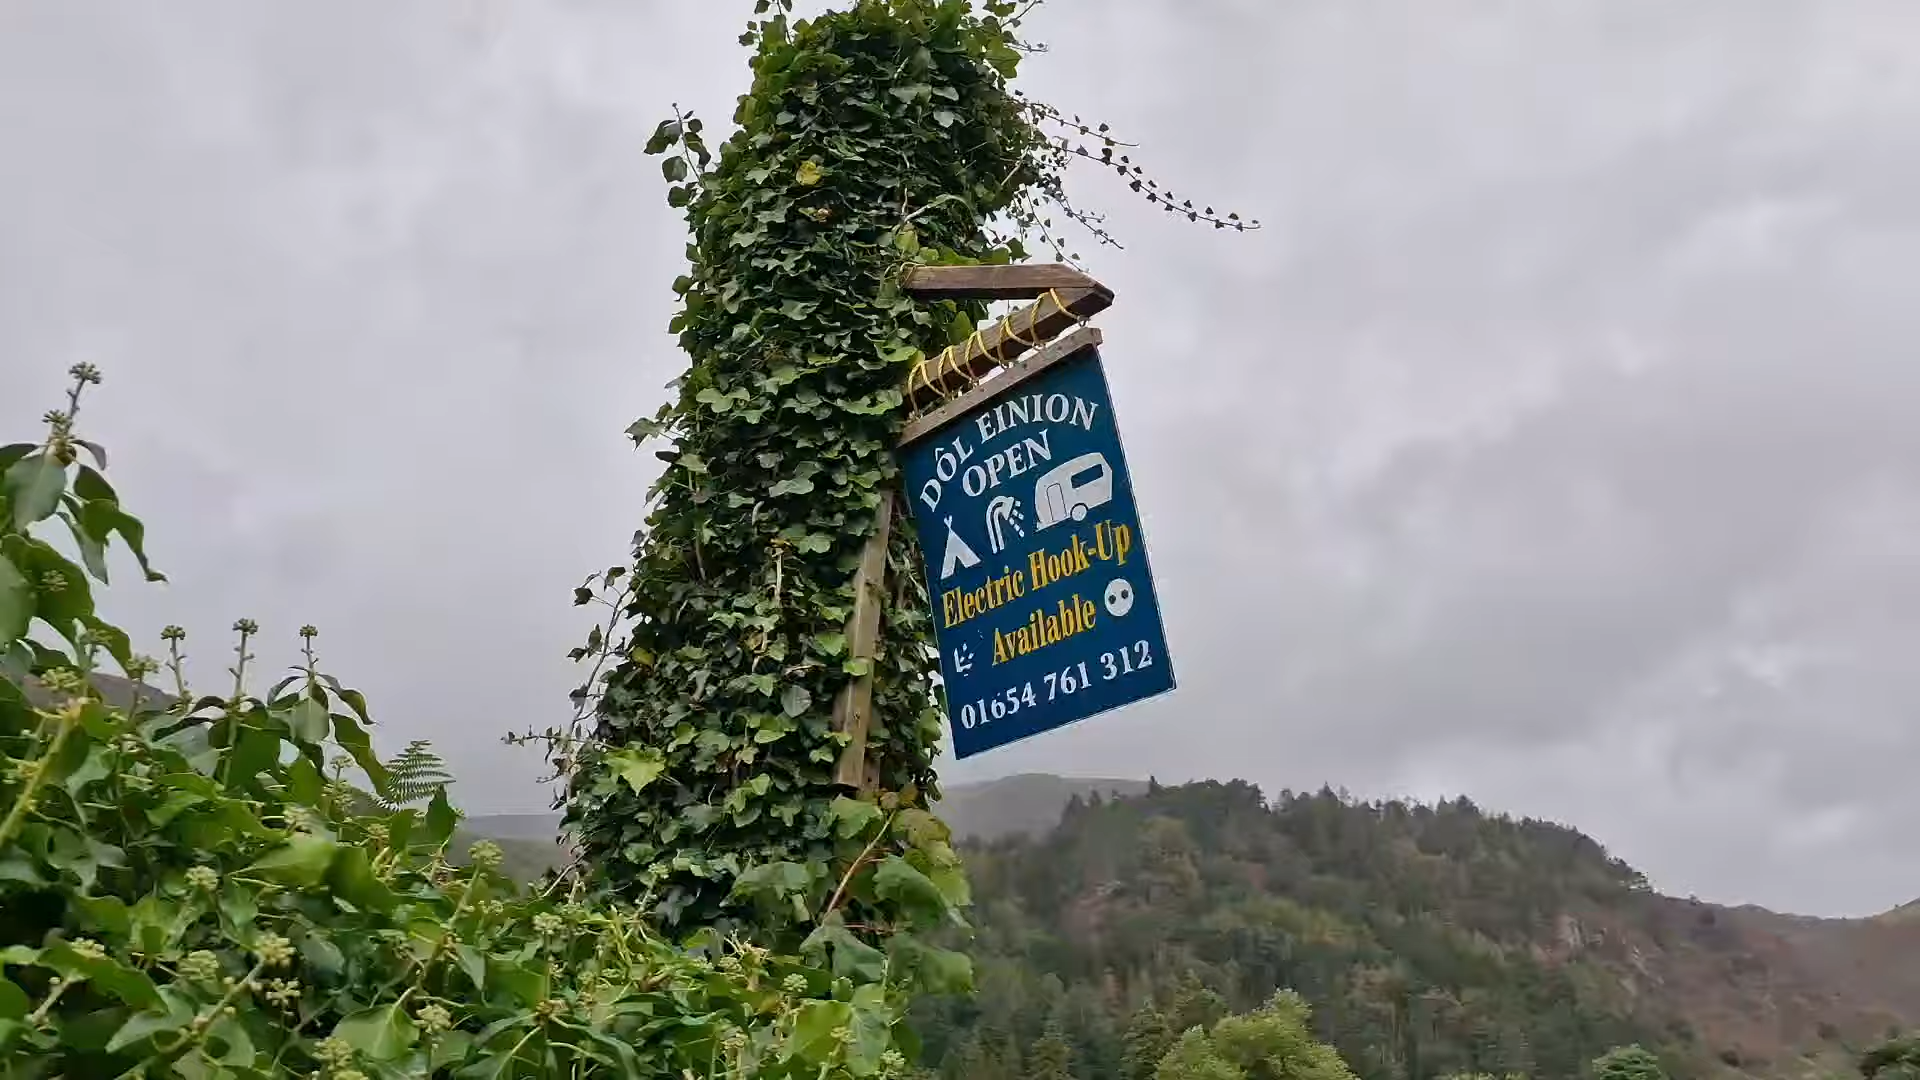 DÔL EINION
OPEN
Electric Hook-Up
Available
01654 761 312